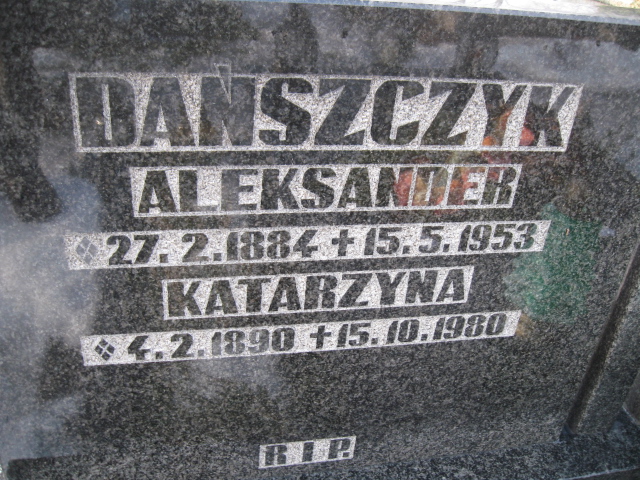 DAŃSZCZYK
ALEKSANDER
27.2.1884 + 15.5.1953
KATARZYNA
4.2.1890 + 15.10.1980
R I P.